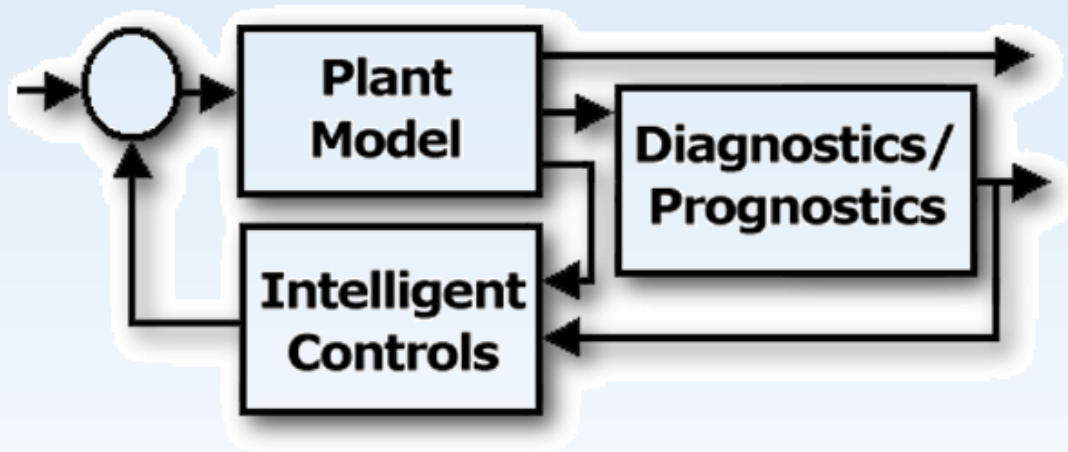 Plant
Model
Diagnostics/
Prognostics
Intelligent
Controls